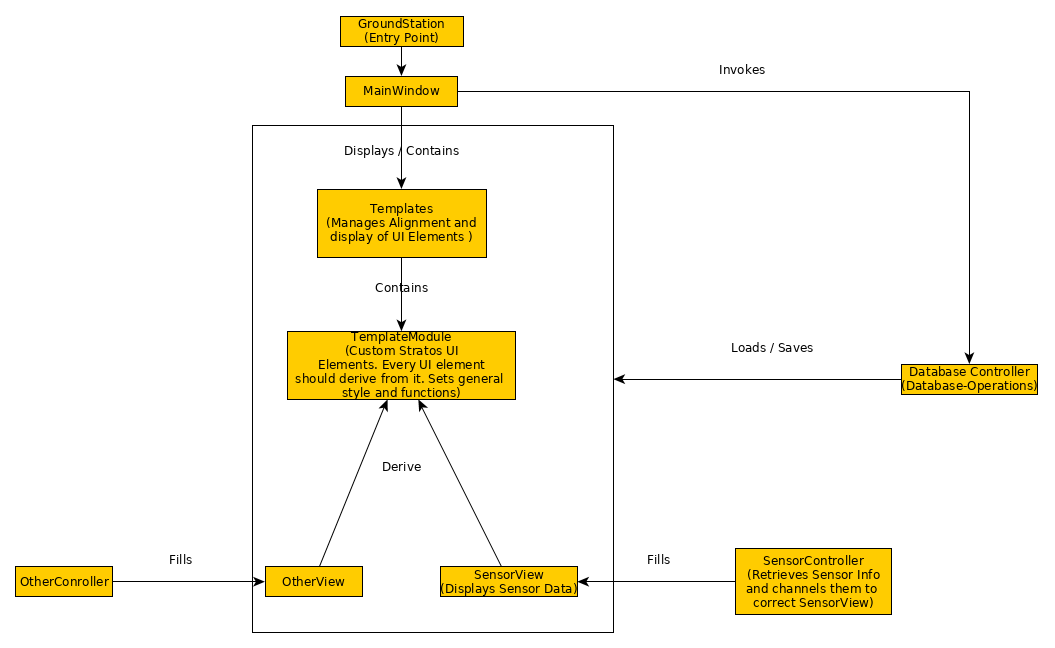 GroundStation
(Entry Point)
Invokes
MainWindow
Displays / Contains
Templates
(Manages Alignment and
display of UI Elements )
Contains
TemplateModule
(Custom Stratos UI
Elements. Every UI element
should derive from it. Sets general
style and functions)
Loads / Saves
Database Controller
(Database-Operations)
Derive
Fills
Fills
OtherConroller
OtherView
SensorView
(Displays Sensor Data)
SensorController
(Retrieves Sensor Info
and channels them to
correct SensorView)